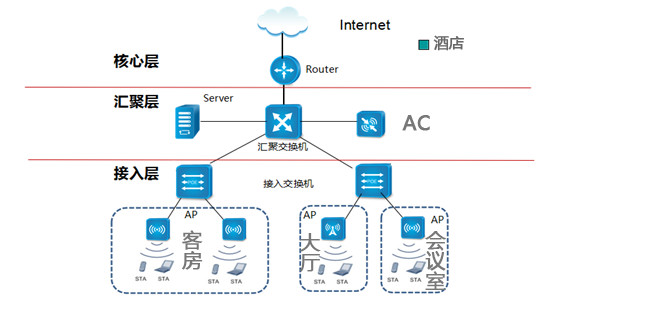 Internet
酒店
核心层
Router
汇聚层
Server
AC
汇聚交换机
接入层
POE
接入交换机
POE
AP
客房
AP
大厅
AP
会议室
STA STA
STA STA
STA STA
STA STA